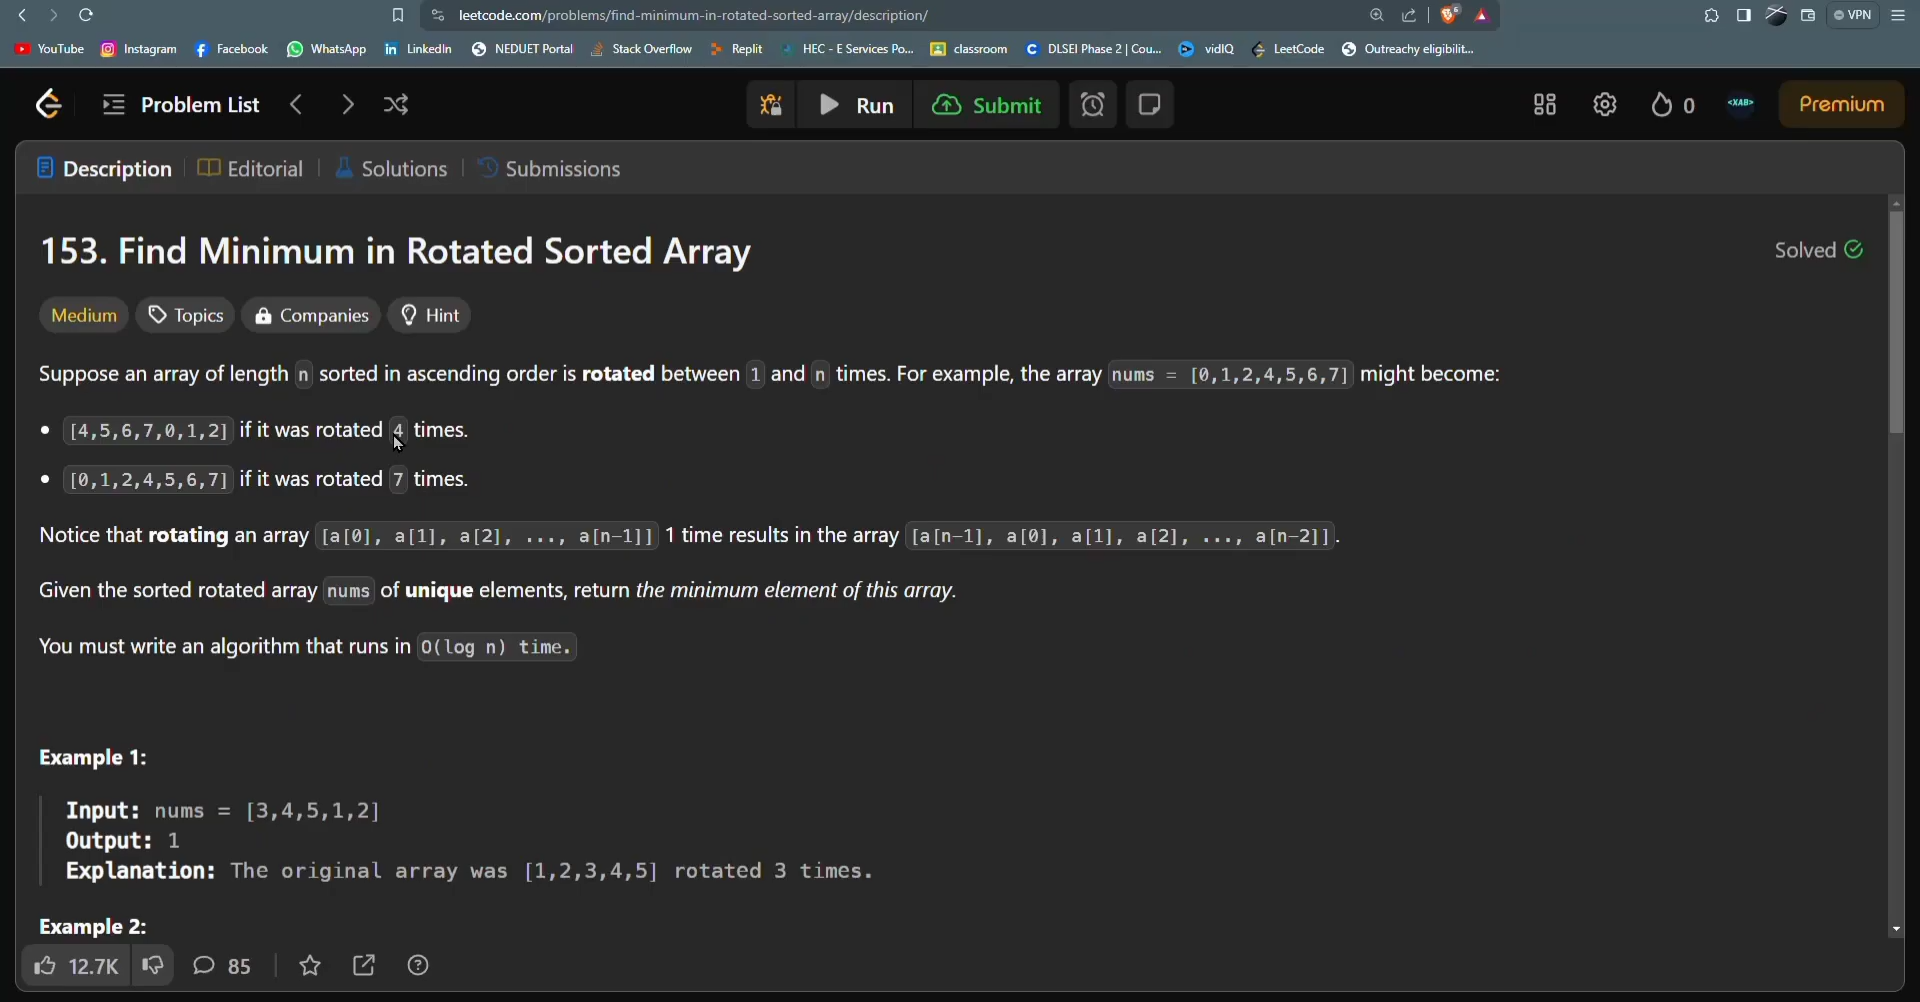 leetcode.com/problems/find-minimum-in-rotated-sorted-array/description/
6
VPN
YouTube Instagram Facebook WhatsApp LinkedIn NEDUET Portal Stack Overflow Replit HEC - E Services Po... classroom DLSEI Phase 2 | Cou... vidIQ LeetCode Outreachy eligibilit...
Problem List Run Submit 0 <XAB> Premium
Description Editorial Solutions Submissions
153. Find Minimum in Rotated Sorted Array
Solved
Medium Topics Companies Hint
Suppose an array of length n sorted in ascending order is rotated between 1 and n times. For example, the array nums = [0,1,2,4,5,6,7] might become:
• [4,5,6,7,0,1,2] if it was rotated 4 times.
• [0,1,2,4,5,6,7] if it was rotated 7 times.
Notice that rotating an array [a[0], a[1], a[2], ..., a[n-1]] 1 time results in the array [a[n-1], a[0], a[1], a[2], ..., a[n-2]].
Given the sorted rotated array nums of unique elements, return the minimum element of this array.
You must write an algorithm that runs in O(log n) time.
Example 1:
Input: nums = [3,4,5,1,2]
Output: 1
Explanation: The original array was [1,2,3,4,5] rotated 3 times.
Example 2:
12.7K 85